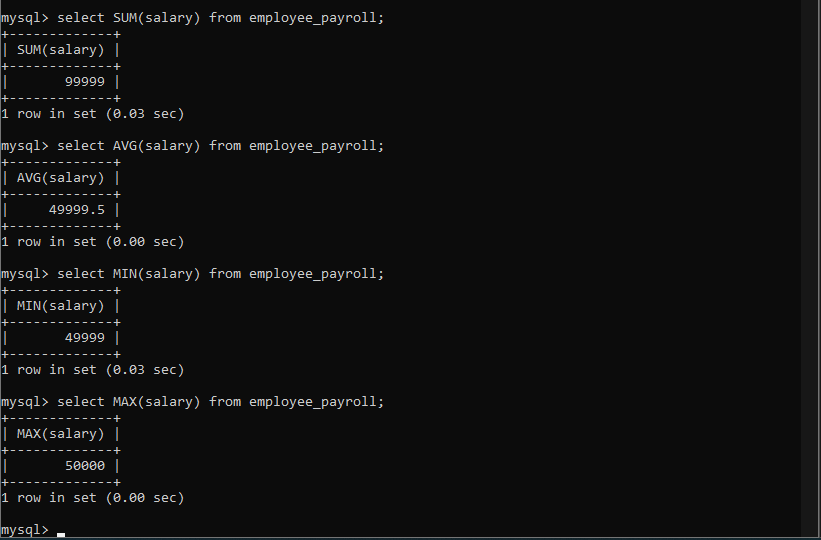 mysql> select SUM(salary) from employee_payroll;
+-------------+
| SUM(salary) |
+-------------+
|       99999 |
+-------------+
1 row in set (0.03 sec)

mysql> select AVG(salary) from employee_payroll;
+-------------+
| AVG(salary) |
+-------------+
|     49999.5 |
+-------------+
1 row in set (0.00 sec)

mysql> select MIN(salary) from employee_payroll;
+-------------+
| MIN(salary) |
+-------------+
|       49999 |
+-------------+
1 row in set (0.03 sec)

mysql> select MAX(salary) from employee_payroll;
+-------------+
| MAX(salary) |
+-------------+
|       50000 |
+-------------+
1 row in set (0.00 sec)

mysql>